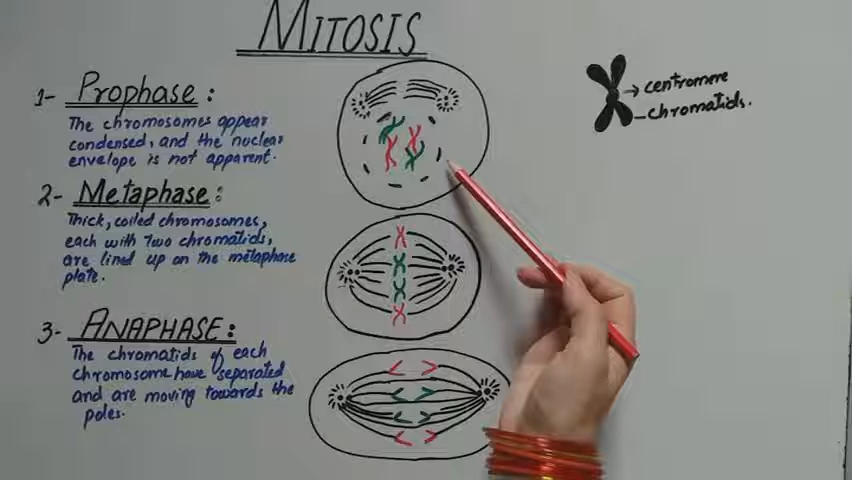 MITOSIS
1- Prophase :
The chromosomes appear
condensed, and the nuclear
envelope is not apparent.
2- Metaphase :
Thick, coiled chromosomes,
each with two chromatids,
are lined up on the metaphase
plate.
3- ANAPHASE :
The chromatids of each
chromosome have separated
and are moving towards the
poles.
centromere
chromatids.